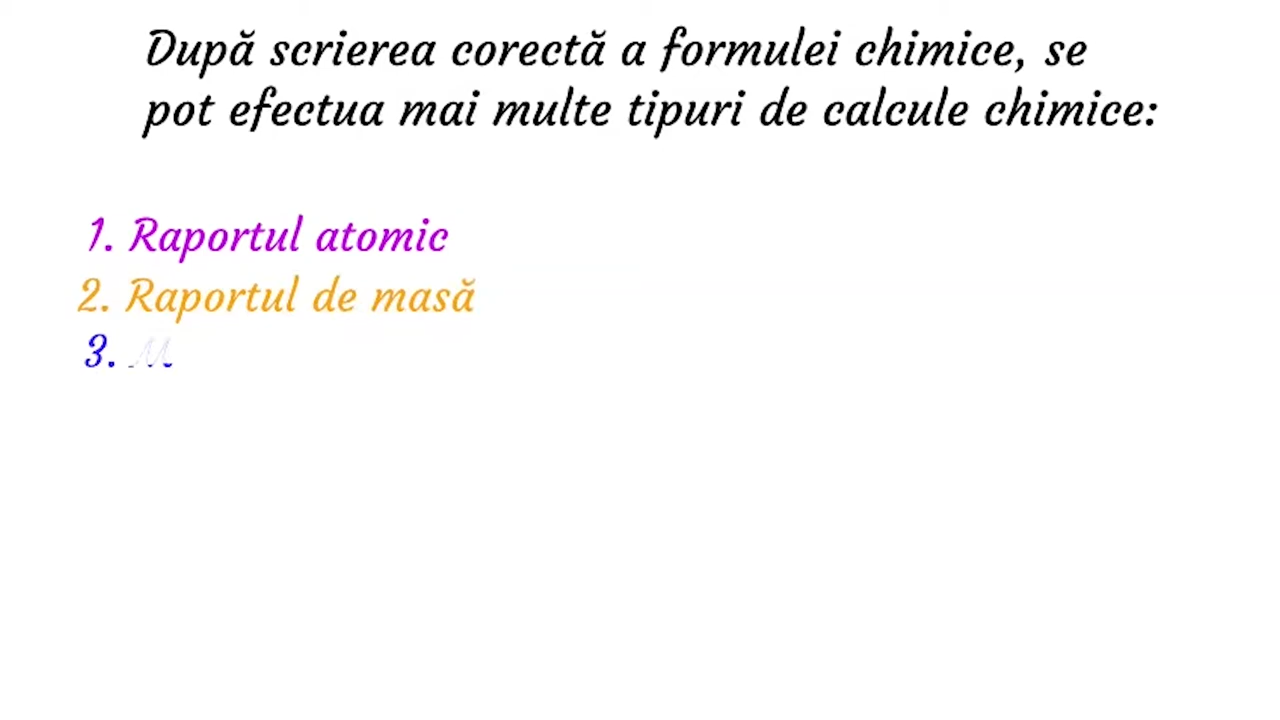 După scrierea corectă a formulei chimice, se
pot efectua mai multe tipuri de calcule chimice:
1. Raportul atomic
2. Raportul de masă
3. M